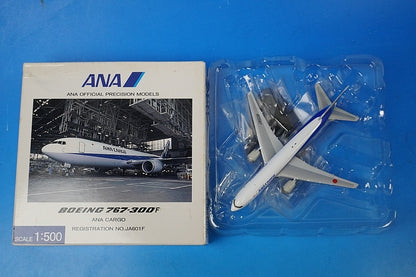 ANA
ANA OFFICIAL PRECISION MODELS
BOEING 767-300F
ANA CARGO
REGISTRATION NO.JA601F
SCALE 1:500